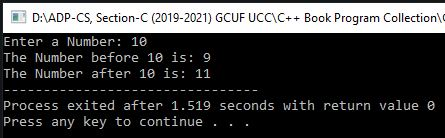 D:\ADP-CS, Section-C (2019-2021) GCUF UCC\C++ Book Program Collection\
Enter a Number: 10
The Number before 10 is: 9
The Number after 10 is: 11
--------------------------------
Process exited after 1.519 seconds with return value 0
Press any key to continue . . .